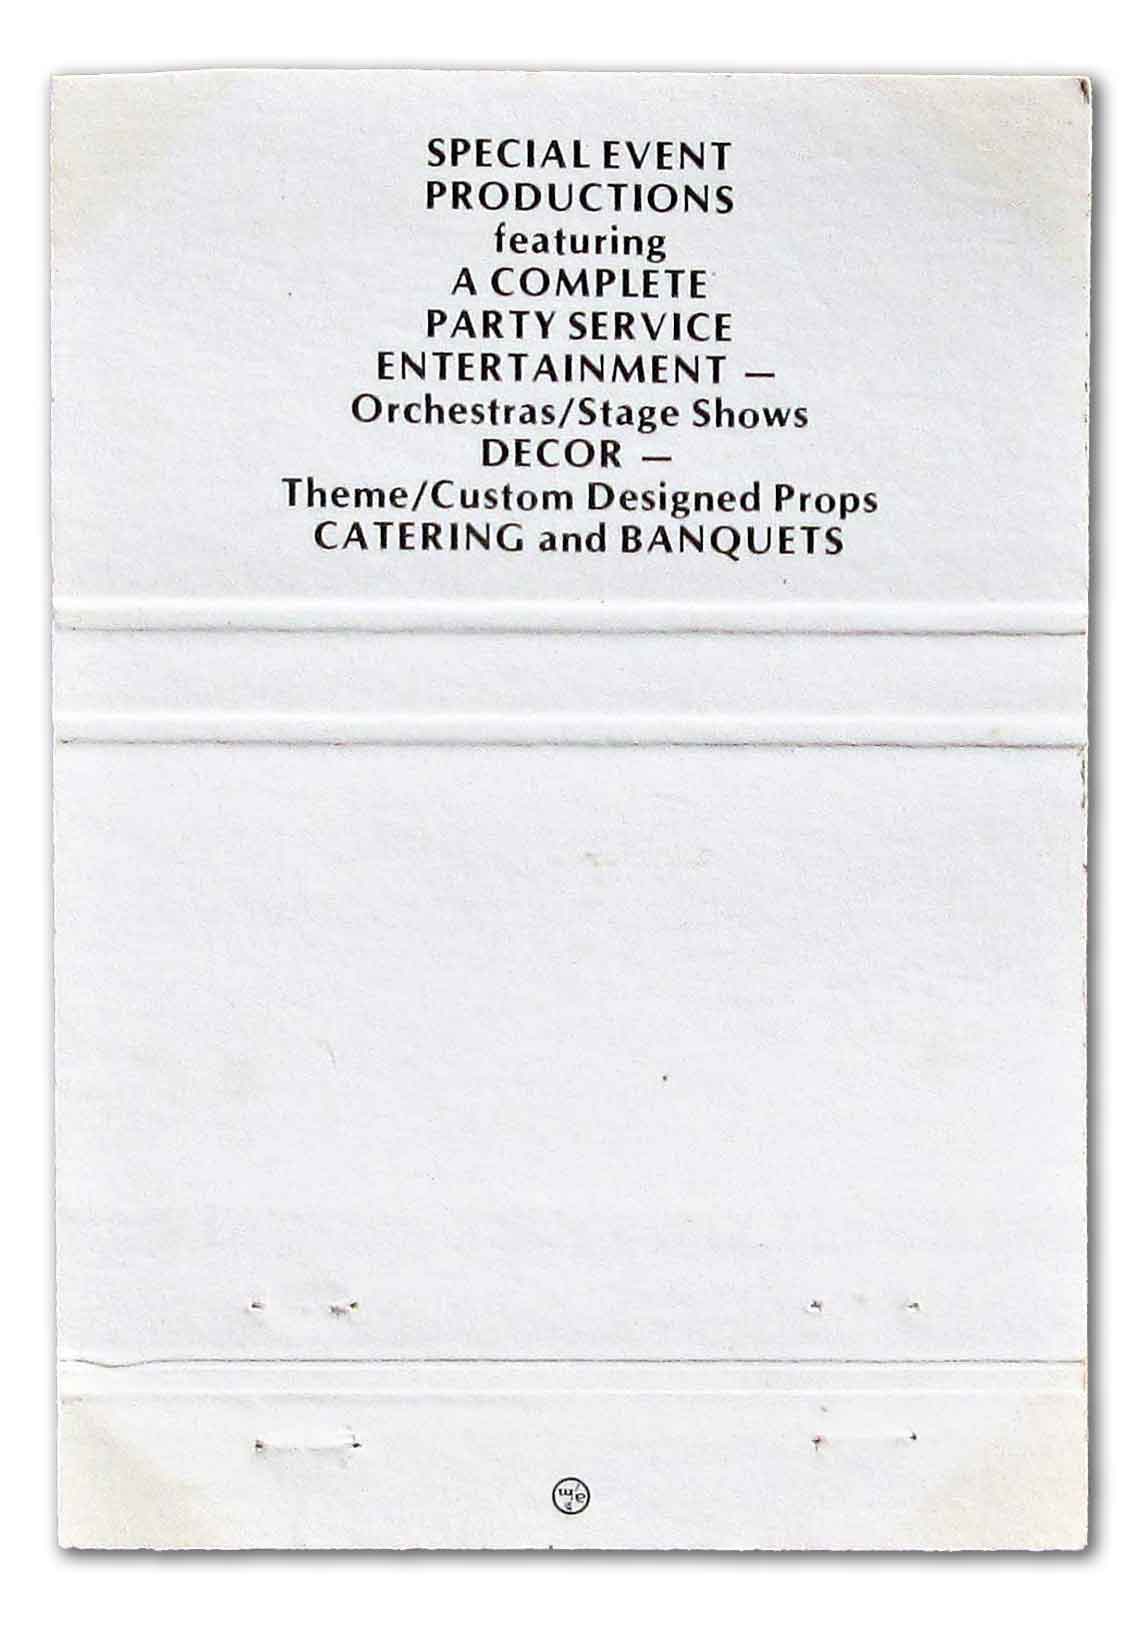 SPECIAL EVENT
PRODUCTIONS
featuring
A COMPLETE
PARTY SERVICE
ENTERTAINMENT —
Orchestras/Stage Shows
DECOR —
Theme/Custom Designed Props
CATERING and BANQUETS